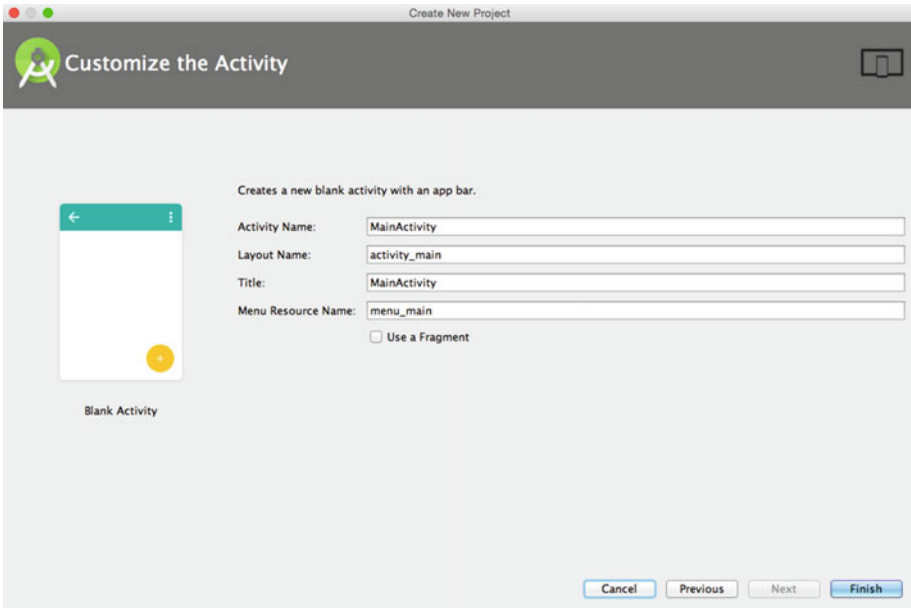 Create New Project
Customize the Activity
Creates a new blank activity with an app bar.
Activity Name: MainActivity
Layout Name: activity_main
Title: MainActivity
Menu Resource Name: menu_main
Use a Fragment
Blank Activity
Cancel Previous Next Finish